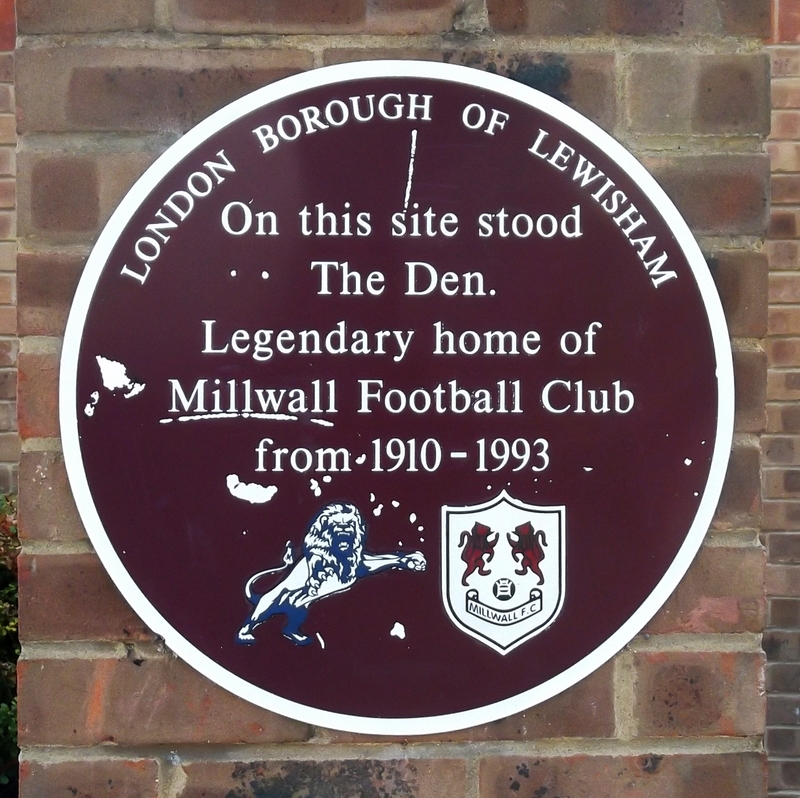 LONDON BOROUGH OF LEWISHAM
On this site stood
The Den.
Legendary home of
Millwall Football Club
from 1910-1993
MILLWALL F.C